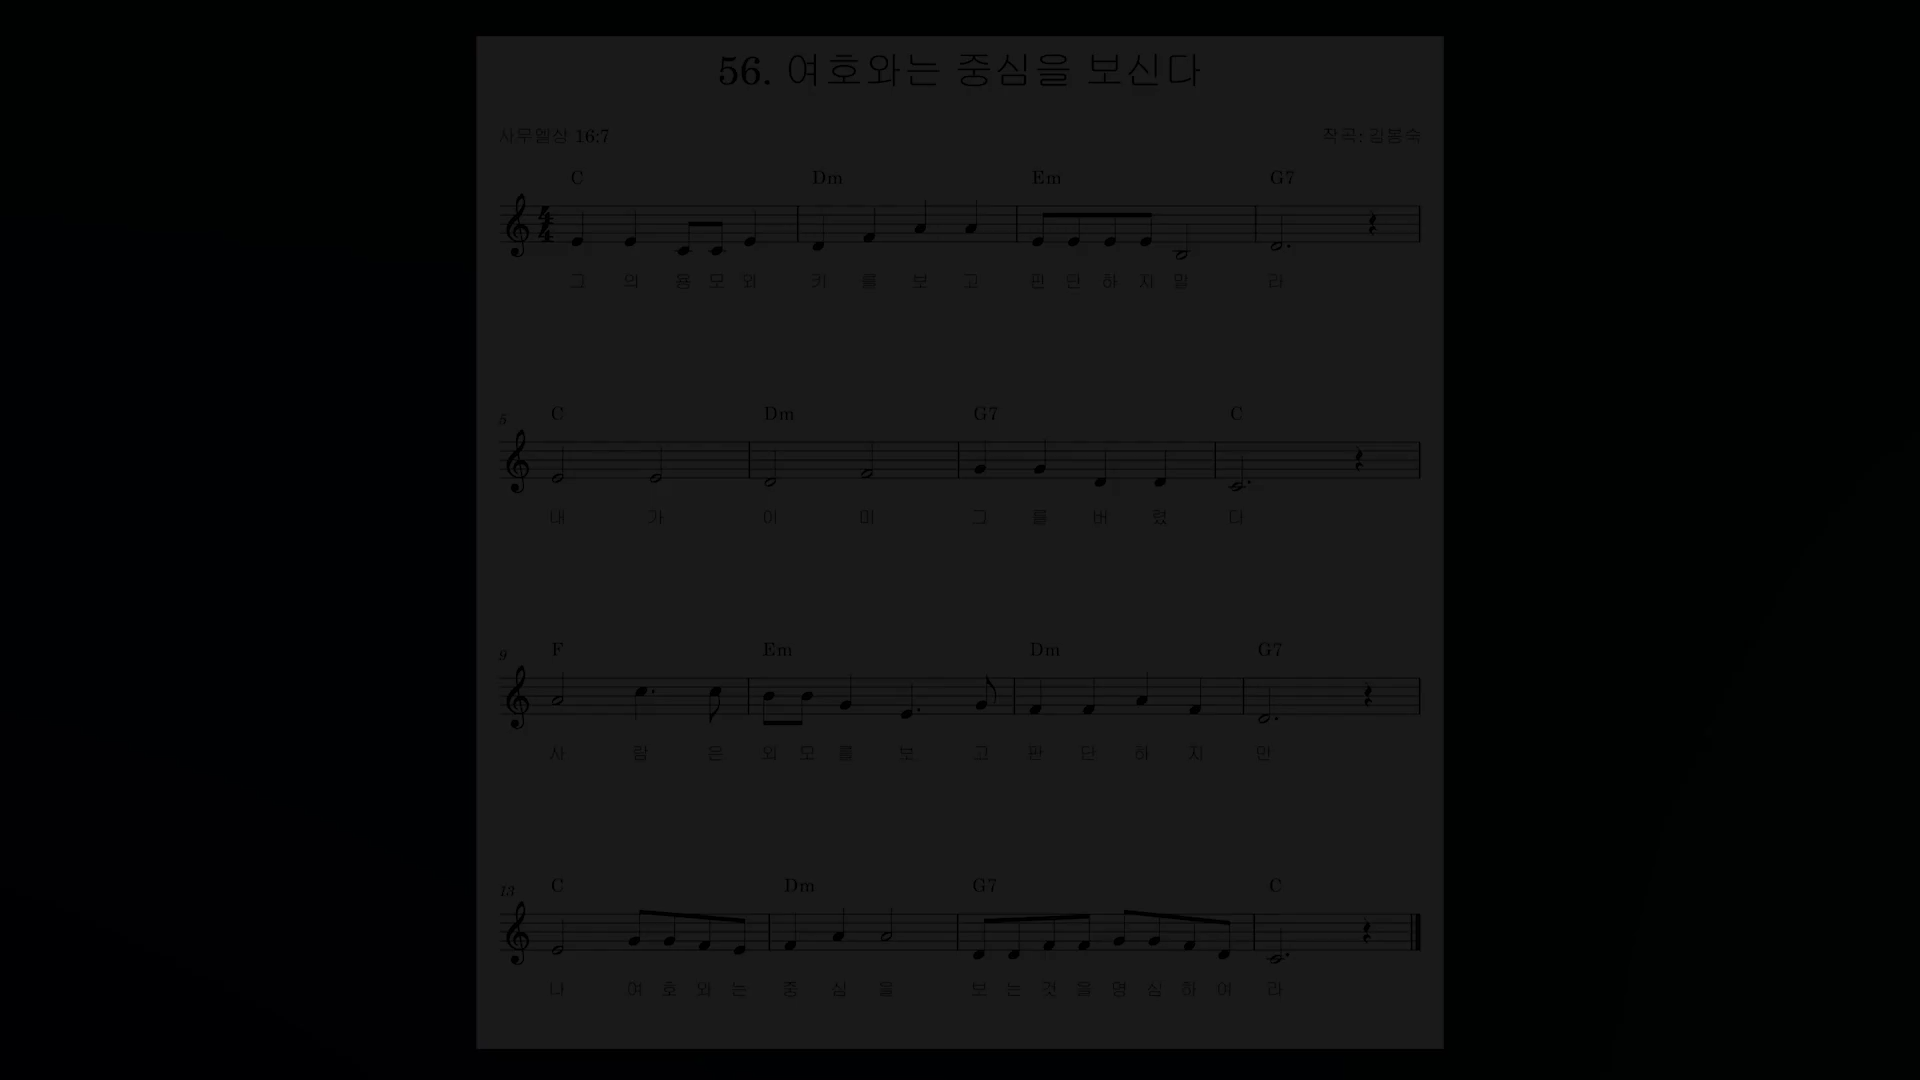 56. 여호와는 중심을 보신다
사무엘상 16:7
작곡: 김봉숙
C Dm Em G7
그 의 용 모 와 키 를 보 고 판 단 하 지 말 라
5 C Dm G7 C
내 가 이 미 그 를 버 렸 다
9 F Em Dm G7
사 람 은 외 모 를 보 고 판 단 하 지 만
13 C Dm G7 C
나 여 호 와 는 중 심 을 보 는 것 을 명 심 하 여 라